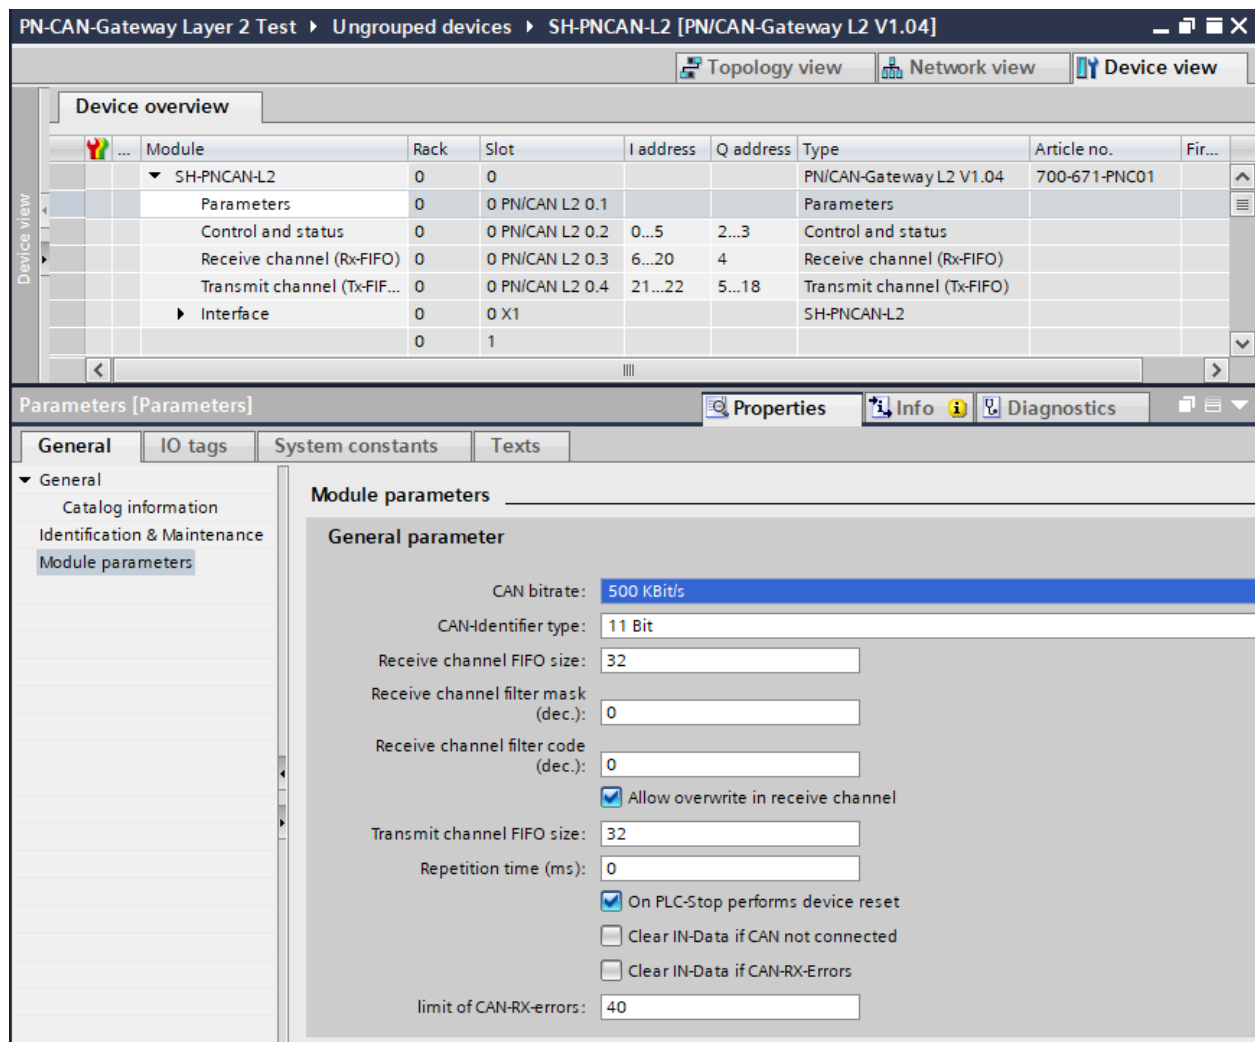 PN-CAN-Gateway Layer 2 Test ▸ Ungrouped devices ▸ SH-PNCAN-L2 [PN/CAN-Gateway L2 V1.04]
Topology view Network view Device view
Device view
Device overview
... Module Rack Slot I address Q address Type Article no. Fir...
SH-PNCAN-L2 0 0 PN/CAN-Gateway L2 V1.04 700-671-PNC01
Parameters 0 0 PN/CAN L2 0.1 Parameters
Control and status 0 0 PN/CAN L2 0.2 0...5 2...3 Control and status
Receive channel (Rx-FIFO) 0 0 PN/CAN L2 0.3 6...20 4 Receive channel (Rx-FIFO)
Transmit channel (Tx-FIF... 0 0 PN/CAN L2 0.4 21...22 5...18 Transmit channel (Tx-FIFO)
Interface 0 0 X1 SH-PNCAN-L2
0 1
Parameters [Parameters]
Properties Info Diagnostics
General IO tags System constants Texts
General
Catalog information
Identification & Maintenance
Module parameters
Module parameters
General parameter
CAN bitrate: 500 KBit/s
CAN-Identifier type: 11 Bit
Receive channel FIFO size: 32
Receive channel filter mask
(dec.): 0
Receive channel filter code
(dec.): 0
Allow overwrite in receive channel
Transmit channel FIFO size: 32
Repetition time (ms): 0
On PLC-Stop performs device reset
Clear IN-Data if CAN not connected
Clear IN-Data if CAN-RX-Errors
limit of CAN-RX-errors: 40